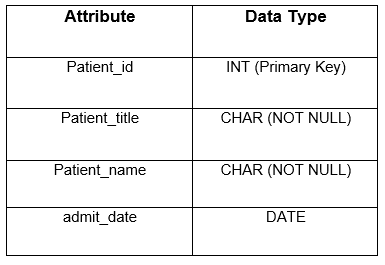 Attribute Data Type
Patient_id INT (Primary Key)
Patient_title CHAR (NOT NULL)
Patient_name CHAR (NOT NULL)
admit_date DATE